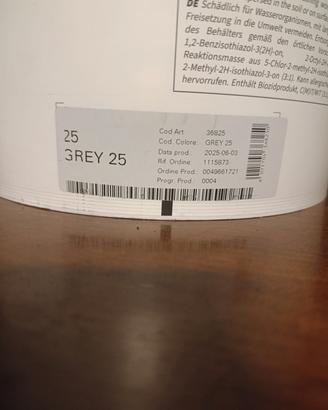 DE Schädlich für Wasserorganismen, mit
Freisetzung in die Umwelt vermeiden.
des Behälters gemäß den örtlichen
1,2-Benzisothiazol-3(2H)-on,
Reaktionsmasse aus 5-Chlor-2-methyl-2H-
2-Methyl-2H-isothiazol-3-on (3:1). Kann
hervorrufen. Enthält Biozidprodukt,
25
GREY 25
Cod Art 36825
Cod. Colore: GREY 25
Data prod.: 2025-06-03
Rif. Ordine 1115873
Ordine Prod.: 0049661721
Progr. Prod.: 0004